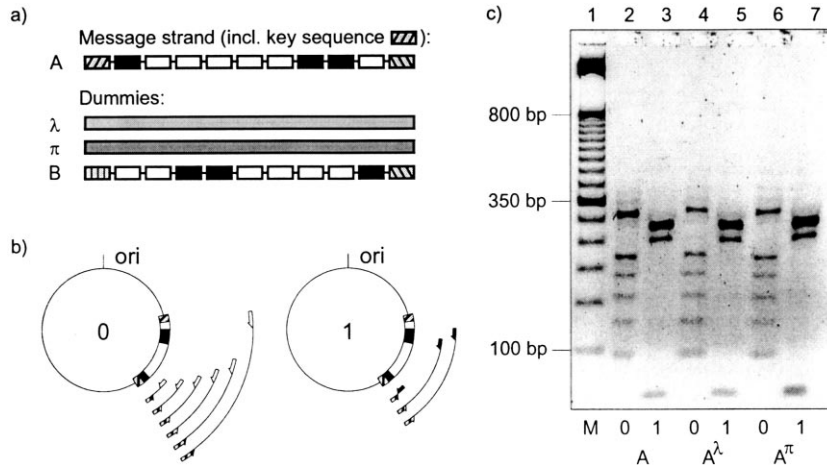 a)
Message strand (incl. key sequence ):
A
Dummies:
λ
π
B
b)
ori
0
ori
1
c)
1 2 3 4 5 6 7
800 bp
350 bp
100 bp
M 0 1 0 1 0 1
A A^λ A^π